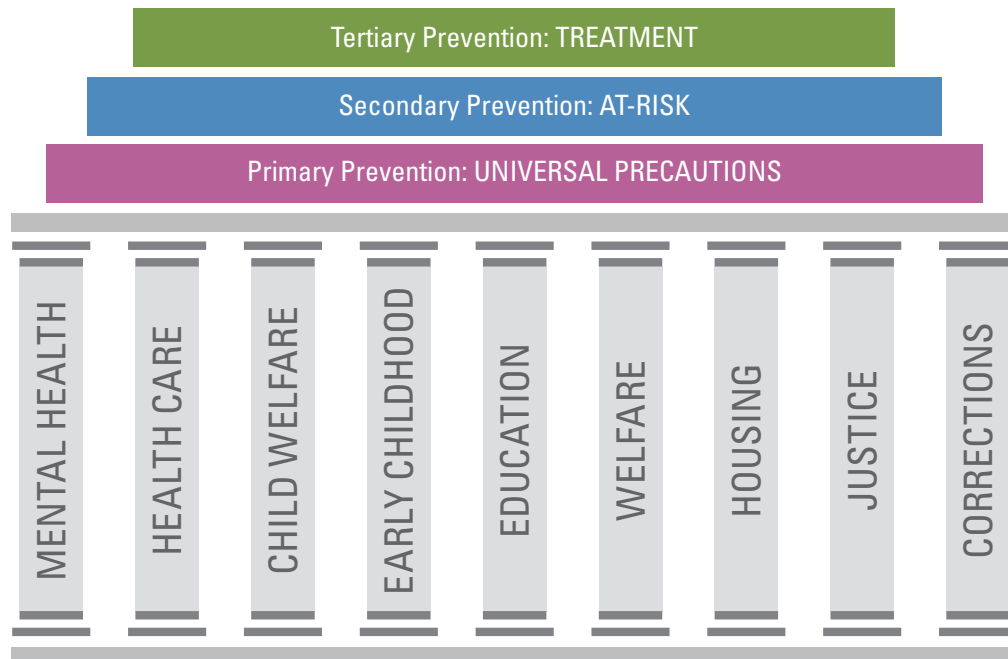 Tertiary Prevention: TREATMENT
Secondary Prevention: AT-RISK
Primary Prevention: UNIVERSAL PRECAUTIONS
MENTAL HEALTH
HEALTH CARE
CHILD WELFARE
EARLY CHILDHOOD
EDUCATION
WELFARE
HOUSING
JUSTICE
CORRECTIONS